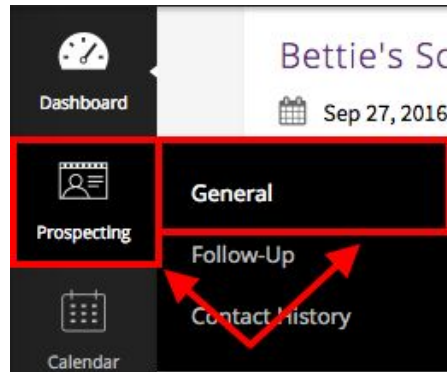 Dashboard
Bettie's Sc
Sep 27, 2016
Prospecting
General
Follow-Up
Contact History
Calendar